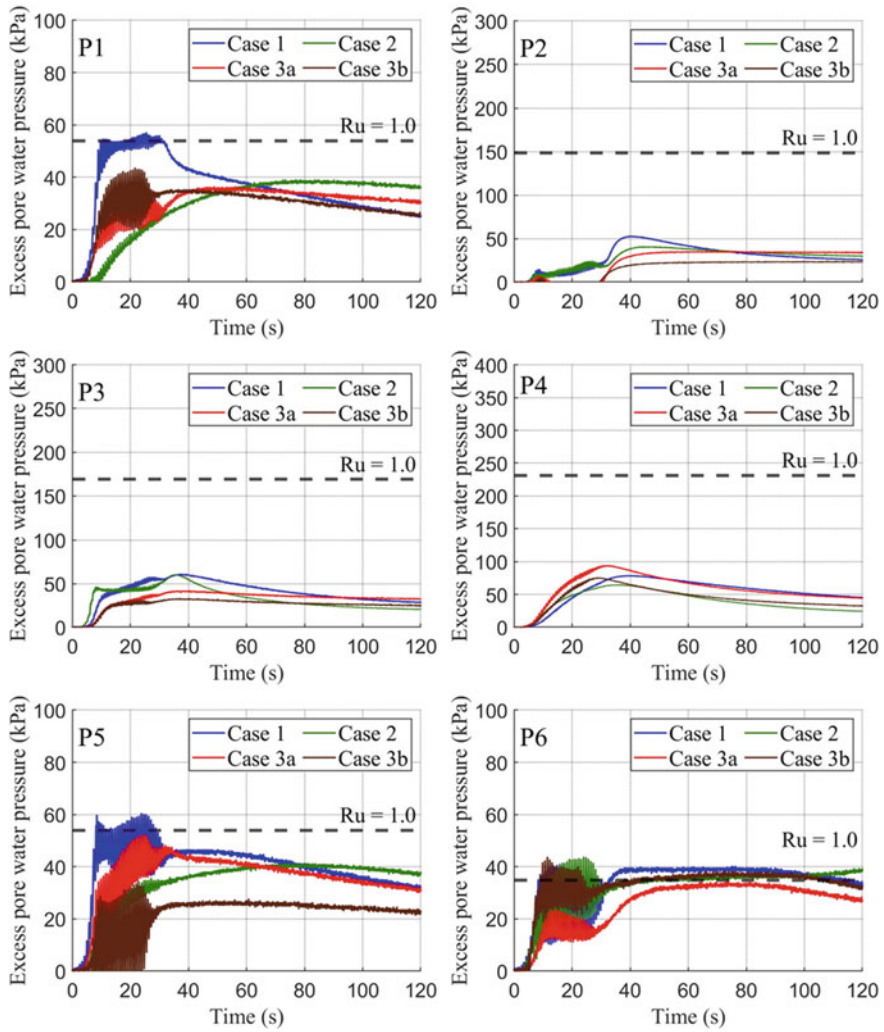 P1
Case 1 Case 2
Case 3a Case 3b
Ru = 1.0
Excess pore water pressure (kPa)
100
80
60
40
20
0
0 20 40 60 80 100 120
Time (s)
P2
Case 1 Case 2
Case 3a Case 3b
Ru = 1.0
Excess pore water pressure (kPa)
300
250
200
150
100
50
0
0 20 40 60 80 100 120
Time (s)
P3
Case 1 Case 2
Case 3a Case 3b
Ru = 1.0
Excess pore water pressure (kPa)
300
250
200
150
100
50
0
0 20 40 60 80 100 120
Time (s)
P4
Case 1 Case 2
Case 3a Case 3b
Ru = 1.0
Excess pore water pressure (kPa)
400
350
300
250
200
150
100
50
0
0 20 40 60 80 100 120
Time (s)
P5
Case 1 Case 2
Case 3a Case 3b
Ru = 1.0
Excess pore water pressure (kPa)
100
80
60
40
20
0
0 20 40 60 80 100 120
Time (s)
P6
Case 1 Case 2
Case 3a Case 3b
Ru = 1.0
Excess pore water pressure (kPa)
100
80
60
40
20
0
0 20 40 60 80 100 120
Time (s)